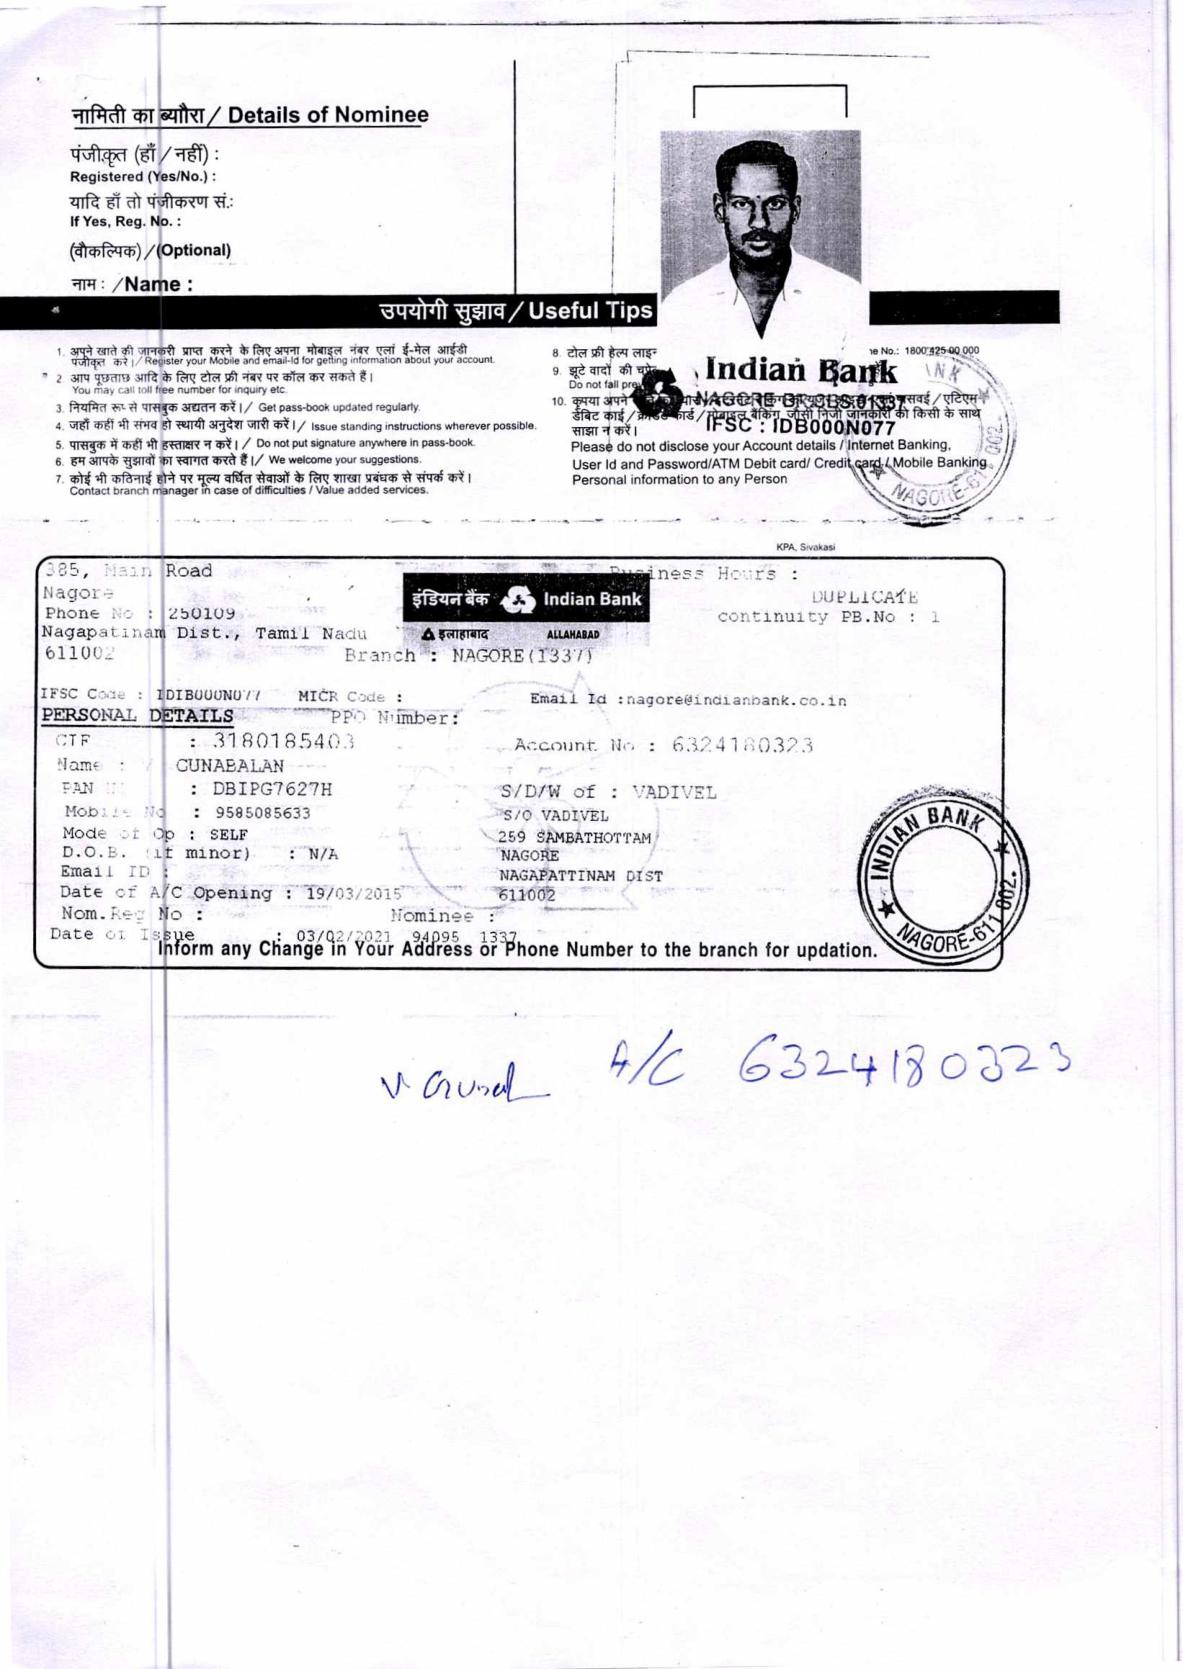 नामिती का ब्यौरा / Details of Nominee
पंजीकृत (हाँ / नहीं) :
Registered (Yes/No.) :
यादि हाँ तो पंजीकरण सं.:
If Yes, Reg. No. :
(वौकल्पिक) / (Optional)
नाम : / Name :
उपयोगी सुझाव / Useful Tips
1. अपने खाते की जानकारी प्राप्त करने के लिए अपना मोबाइल नंबर एलां ई-मेल आईडी
पंजीकृत करें। / Register your Mobile and email-Id for getting information about your account.
2. आप पूछताछ आदि के लिए टोल फ्री नंबर पर कॉल कर सकते हैं।
You may call toll free number for inquiry etc.
3. नियमित रूप से पासबुक अद्यतन करें। / Get pass-book updated regularly.
4. जहाँ कहीं भी संभव हो स्थायी अनुदेश जारी करें। / Issue standing instructions wherever possible.
5. पासबुक में कहीं भी हस्ताक्षर न करें। / Do not put signature anywhere in pass-book.
6. हम आपके सुझावों का स्वागत करते हैं। / We welcome your suggestions.
7. कोई भी कठिनाई होने पर मूल्य वर्धित सेवाओं के लिए शाखा प्रबंधक से संपर्क करें।
Contact branch manager in case of difficulties / Value added services.
8. टोल फ्री हेल्प लाइन No.: 1800 425 00 000
9. झूटे वादों की
Do not fall
Indian Bank
NAGORE BR,CBS.01337
IFSC : IDB000N077
10. कृपया अपने
डेबिट कार्ड / मोबाइल बैंकिंग, जौसी निजी जानकारी को किसी के साथ
साझा न करें।
Please do not disclose your Account details / Internet Banking,
User Id and Password/ATM Debit card/ Credit card / Mobile Banking
Personal information to any Person
NAGORE-611 002.
KPA, Sivakasi
385, Main Road Business Hours :
Nagore
इंडियन बैंक Indian Bank
DUPLICATE
Phone No : 250109 continuity PB.No : 1
Nagapatinam Dist., Tamil Nadu
इलाहाबाद ALLAHABAD
611002 Branch : NAGORE(1337)
IFSC Code : IDIB000N077 MICR Code : Email Id :nagore@indianbank.co.in
PERSONAL DETAILS PPO Number:
CIF : 3180185403 Account No : 6324180323
Name : GUNABALAN
PAN : DBIPG7627H S/D/W of : VADIVEL
Mobile No : 9585085633 S/O VADIVEL
Mode of Op : SELF 259 SAMBATHOTTAM
D.O.B. (if minor) : N/A NAGORE
Email ID : NAGAPATTINAM DIST
Date of A/C Opening : 19/03/2015 611002
Nom.Reg No : Nominee :
Date of Issue : 03/02/2021 94095 1337
Inform any Change in Your Address or Phone Number to the branch for updation.
INDIAN BANK
NAGORE-611 002.
A/C 6324180323